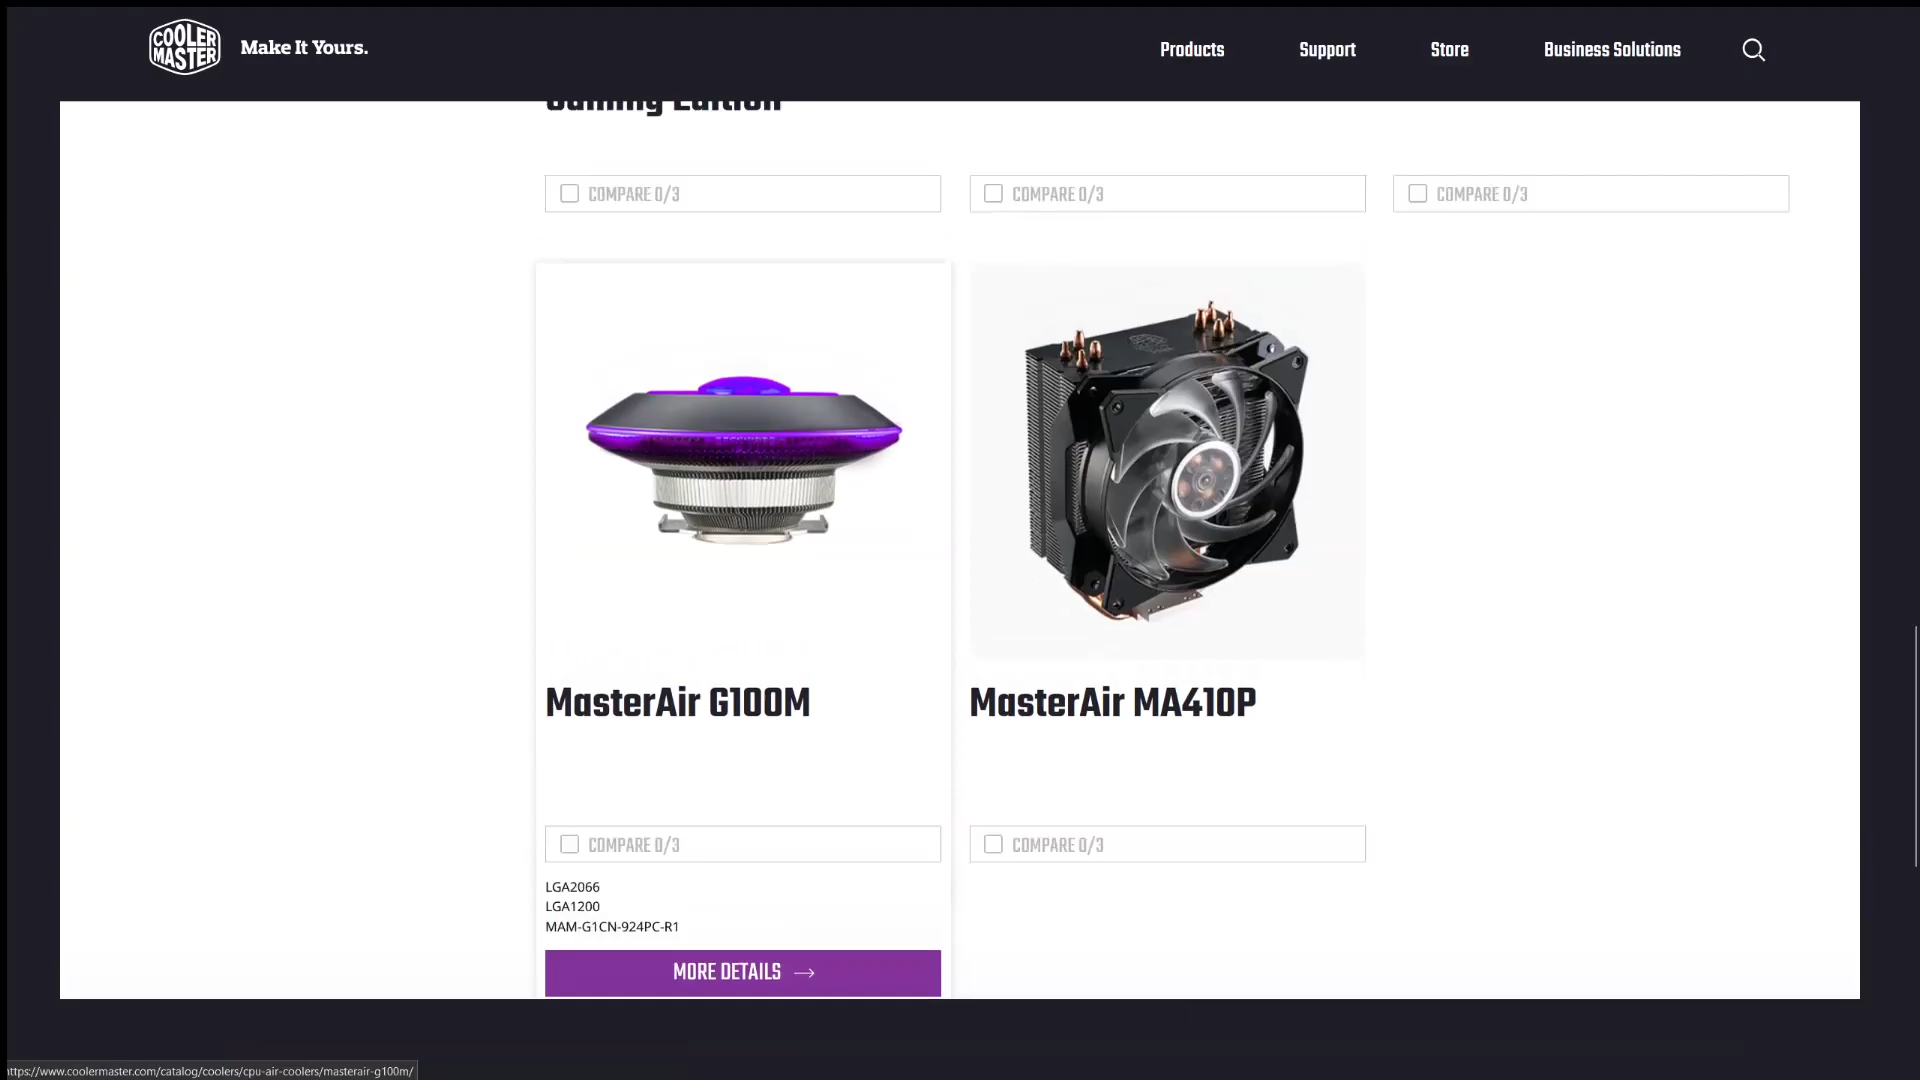 COOLER
MASTER
Make It Yours.
Products
Support
Store
Business Solutions
Gaming Edition
COMPARE 0/3
COMPARE 0/3
COMPARE 0/3
MasterAir G100M
MasterAir MA410P
COMPARE 0/3
COMPARE 0/3
LGA2066
LGA1200
MAM-G1CN-924PC-R1
MORE DETAILS
ttps://www.coolermaster.com/catalog/coolers/cpu-air-coolers/masterair-g100m/